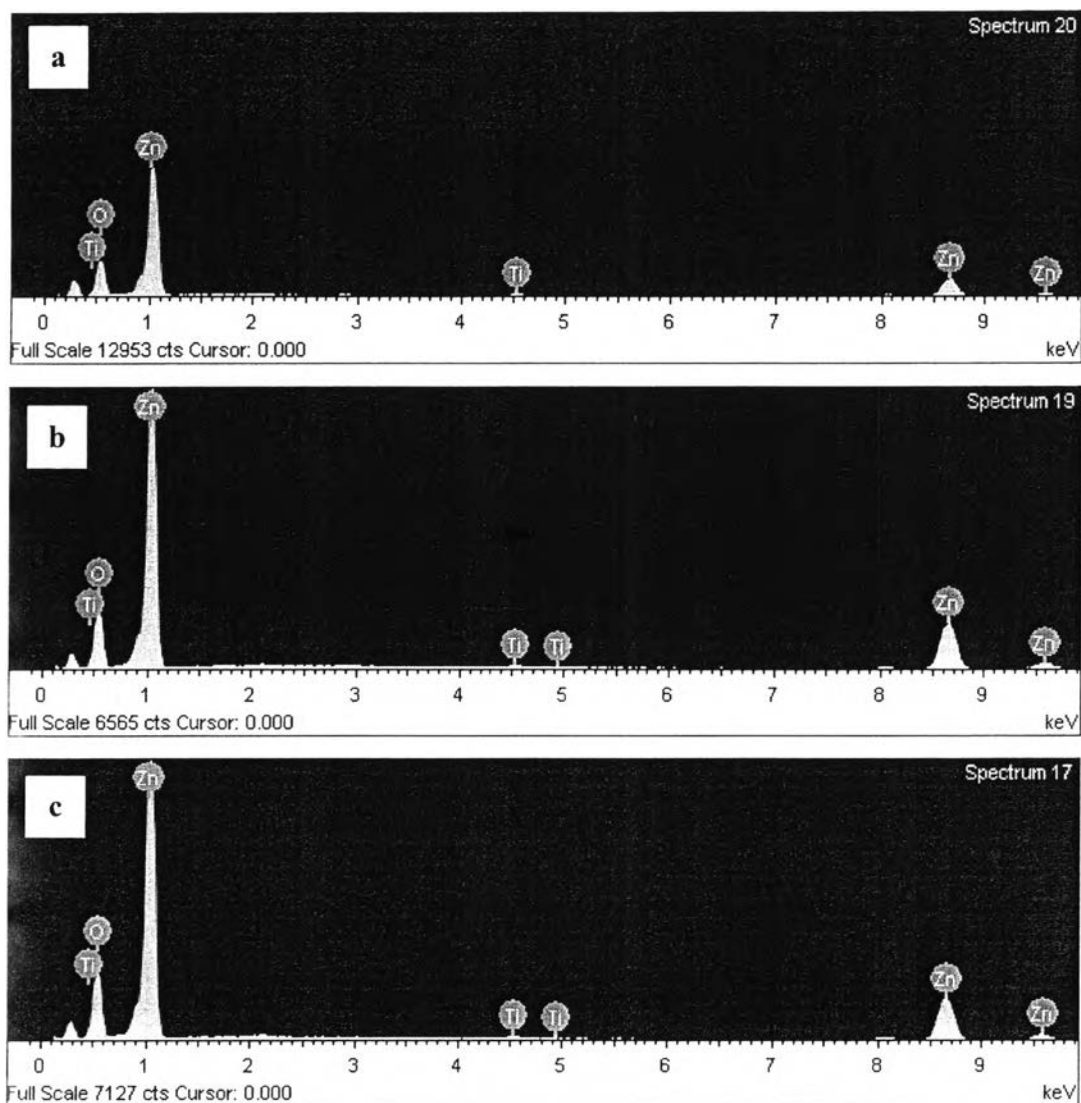 Spectrum 20
a
Zn
O
Ti
Ti
Zn
Zn
0 1 2 3 4 5 6 7 8 9
Full Scale 12953 cts Cursor: 0.000 keV
Spectrum 19
b
Zn
O
Ti
Ti
Ti
Zn
Zn
0 1 2 3 4 5 6 7 8 9
Full Scale 6565 cts Cursor: 0.000 keV
Spectrum 17
c
Zn
O
Ti
Ti
Ti
Zn
Zn
0 1 2 3 4 5 6 7 8 9
Full Scale 7127 cts Cursor: 0.000 keV